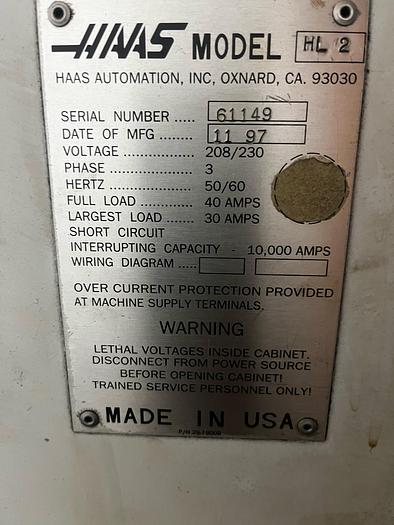 HAAS MODEL HL 2
HAAS AUTOMATION, INC, OXNARD, CA. 93030
SERIAL NUMBER ..... 61149
DATE OF MFG ........ 11 97
VOLTAGE ................ 208/230
PHASE .................... 3
HERTZ .................... 50/60
FULL LOAD ............. 40 AMPS
LARGEST LOAD ....... 30 AMPS
SHORT CIRCUIT
INTERRUPTING CAPACITY - 10,000 AMPS
WIRING DIAGRAM .....
OVER CURRENT PROTECTION PROVIDED
AT MACHINE SUPPLY TERMINALS.
WARNING
LETHAL VOLTAGES INSIDE CABINET.
DISCONNECT FROM POWER SOURCE
BEFORE OPENING CABINET!
TRAINED SERVICE PERSONNEL ONLY!
MADE IN USA
P/N